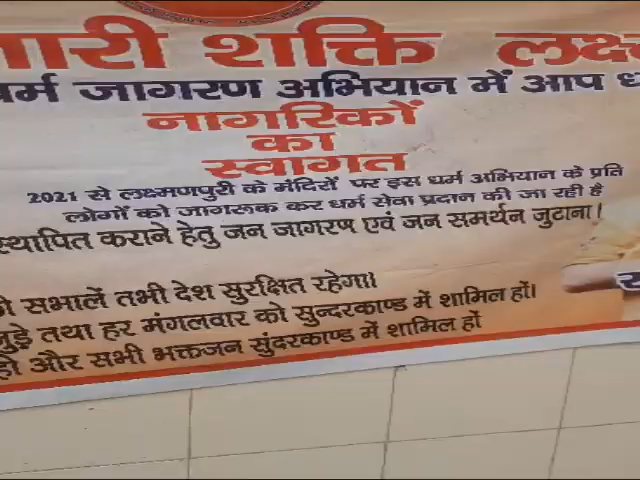 शक्ति
धर्म जागरण अभियान में आप
नागरिकों
का
स्वागत
2021 से लक्ष्मणपुरी के मंदिरों पर इस धर्म अभियान के प्रति
लोगों को जागरूक कर धर्म सेवा प्रदान की जा रही है
स्थापित कराने हेतु जन जागरण एवं जन समर्थन जुटाना।
सभालें तभी देश सुरक्षित रहेगा।।
जुड़े तथा हर मंगलवार को सुन्दरकाण्ड में शामिल हों।
हो और सभी भक्तजन सुंदरकाण्ड में शामिल हों